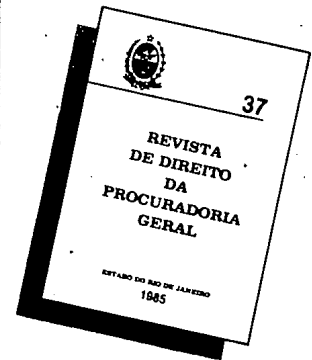 37
REVISTA
DE DIREITO
DA
PROCURADORIA
GERAL
ESTADO DO RIO DE JANEIRO
1985